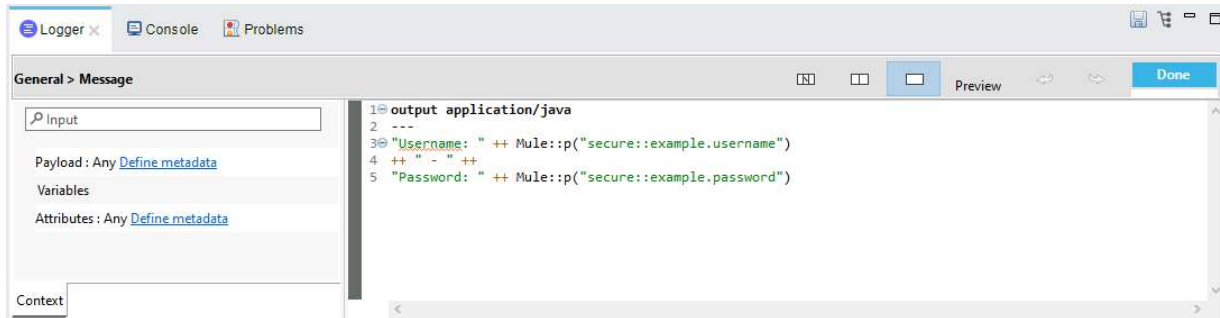 Logger
Console
Problems
General > Message
N
Preview
Done
Input
Payload : Any Define metadata
Variables
Attributes : Any Define metadata
Context
1 output application/java
2 ---
3 "Username: " ++ Mule::p("secure::example.username")
4 ++ " - " ++
5 "Password: " ++ Mule::p("secure::example.password")